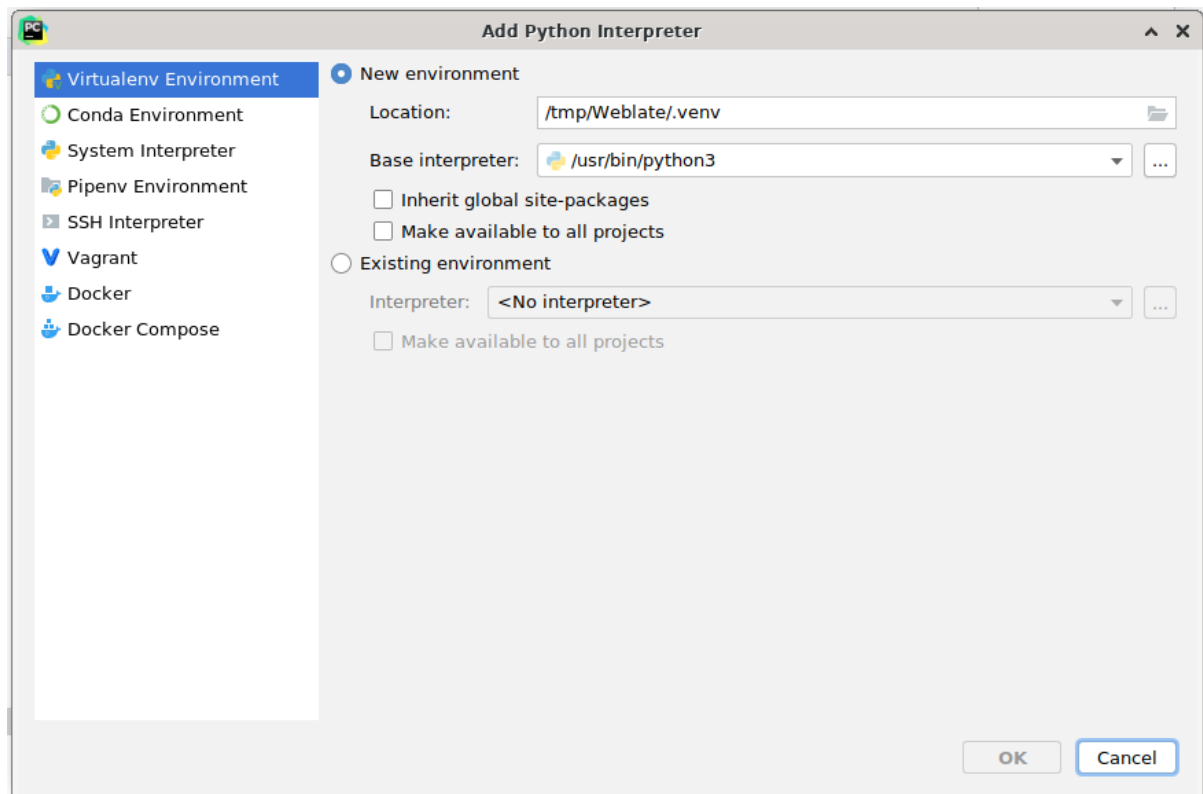 PC
Add Python Interpreter
Virtualenv Environment
Conda Environment
System Interpreter
Pipenv Environment
SSH Interpreter
Vagrant
Docker
Docker Compose
New environment
Location: /tmp/Weblate/.venv
Base interpreter: /usr/bin/python3 ...
Inherit global site-packages
Make available to all projects
Existing environment
Interpreter: <No interpreter> ...
Make available to all projects
OK Cancel